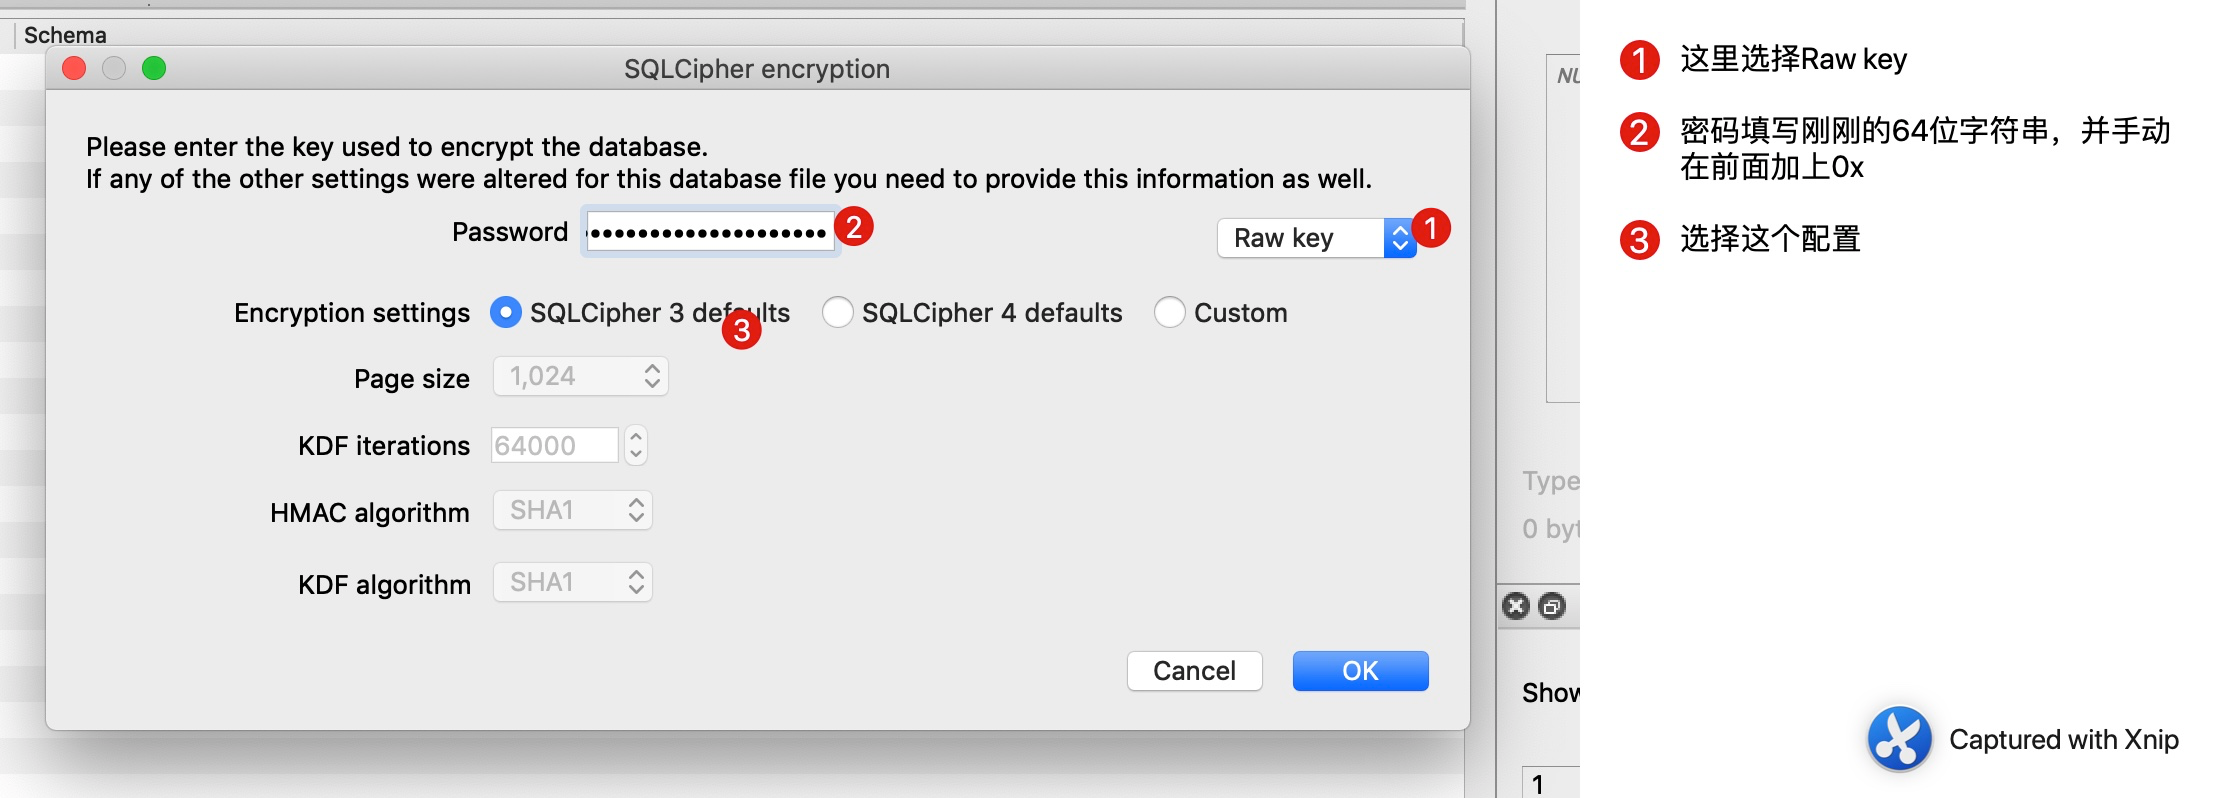 Schema
SQLCipher encryption
Please enter the key used to encrypt the database.
If any of the other settings were altered for this database file you need to provide this information as well.
Password
2
Raw key
1
Encryption settings
SQLCipher 3 defaults
3
SQLCipher 4 defaults
Custom
Page size
1,024
KDF iterations
64000
HMAC algorithm
SHA1
KDF algorithm
SHA1
Cancel
OK
NU
Type
0 byt
Show
1
1 这里选择Raw key
2 密码填写刚刚的64位字符串，并手动
在前面加上0x
3 选择这个配置
Captured with Xnip